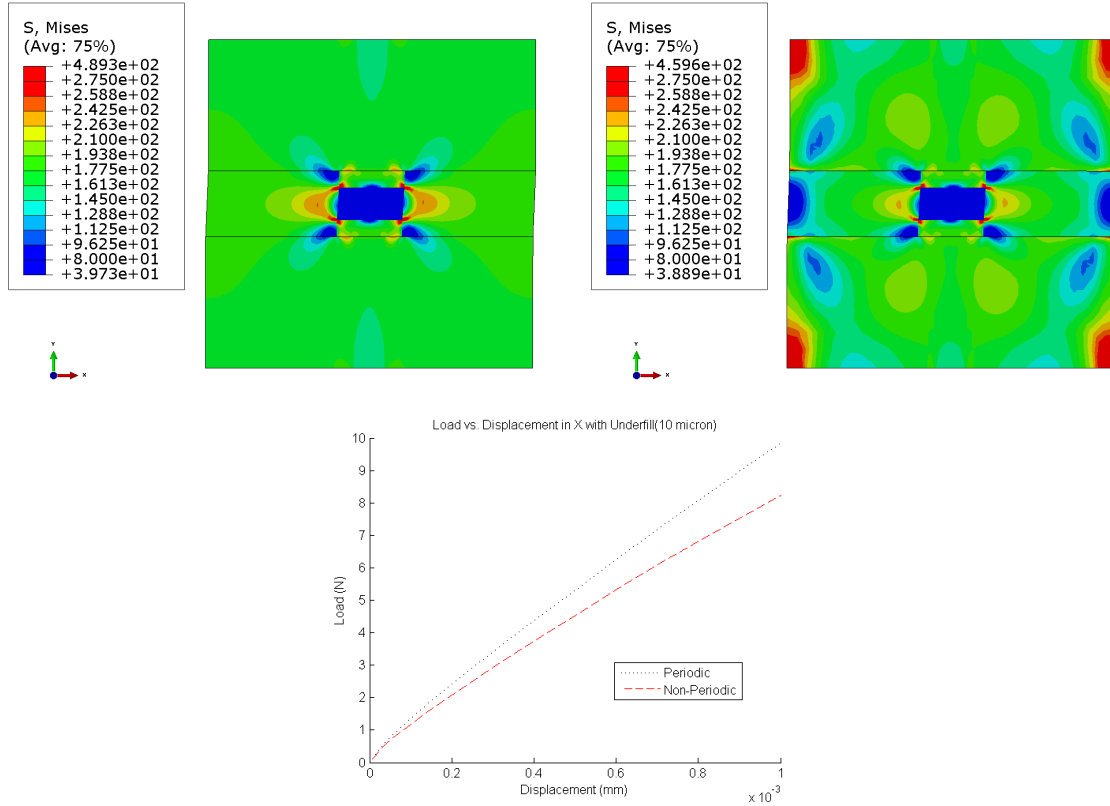 S, Mises
(Avg: 75%)
+4.893e+02
+2.750e+02
+2.588e+02
+2.425e+02
+2.263e+02
+2.100e+02
+1.938e+02
+1.775e+02
+1.613e+02
+1.450e+02
+1.288e+02
+1.125e+02
+9.625e+01
+8.000e+01
+3.973e+01
Y
X
S, Mises
(Avg: 75%)
+4.596e+02
+2.750e+02
+2.588e+02
+2.425e+02
+2.263e+02
+2.100e+02
+1.938e+02
+1.775e+02
+1.613e+02
+1.450e+02
+1.288e+02
+1.125e+02
+9.625e+01
+8.000e+01
+3.889e+01
Y
X
Load vs. Displacement in X with Underfill(10 micron)
10
9
8
7
6
5
4
3
2
1
0
Load (N)
Periodic
Non-Periodic
0 0.2 0.4 0.6 0.8 1
Displacement (mm)
x 10⁻³